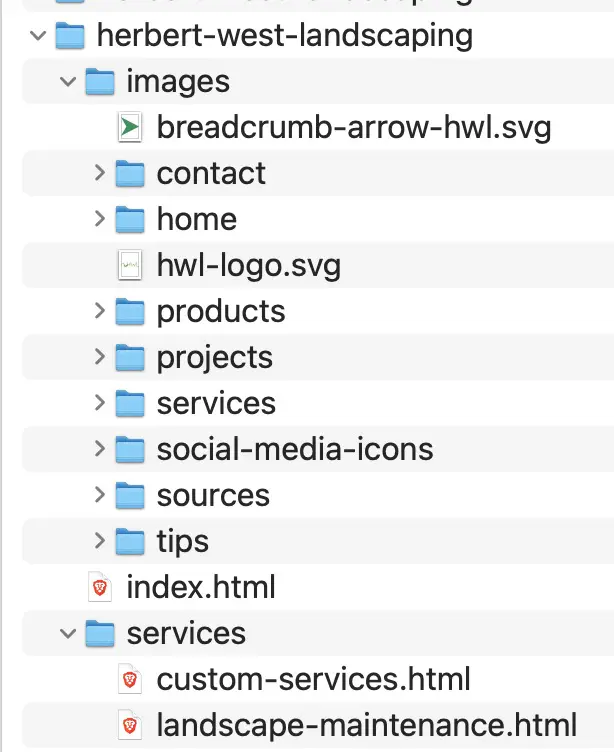 herbert-west-landscaping
images
breadcrumb-arrow-hwl.svg
contact
home
hwl-logo.svg
products
projects
services
social-media-icons
sources
tips
index.html
services
custom-services.html
landscape-maintenance.html